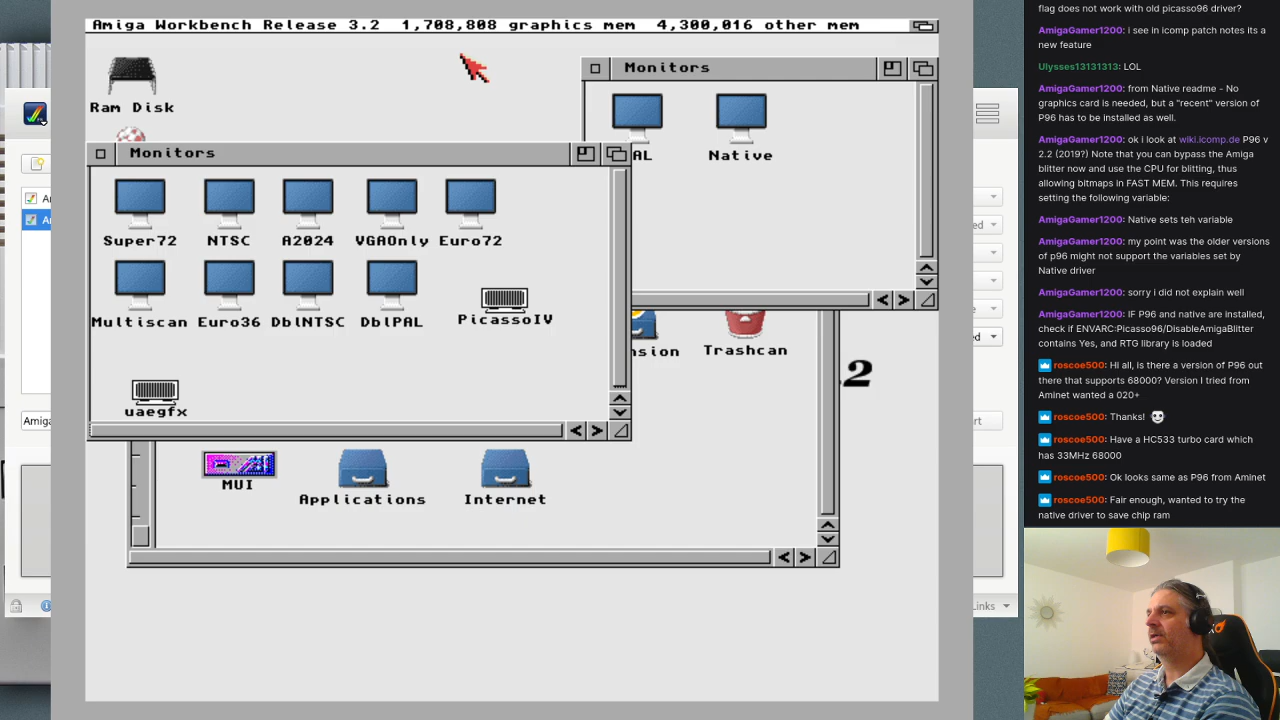 Amiga Workbench Release 3.2 1,708,808 graphics mem 4,300,016 other mem
Ram Disk
Monitors
Native
Monitors
Super72 NTSC A2024 VGAOnly Euro72
Multiscan Euro36 DblNTSC DblPAL PicassoIV
uaegfx
Trashcan
2
MUI Applications Internet
Links
flag does not work with old picasso96 driver?
AmigaGamer1200: i see in icomp patch notes its a
new feature
Ulysses13131313: LOL
AmigaGamer1200: from Native readme - No
graphics card is needed, but a "recent" version of
P96 has to be installed as well.
AmigaGamer1200: ok i look at wiki.icomp.de P96 v
2.2 (2019?) Note that you can bypass the Amiga
blitter now and use the CPU for blitting, thus
allowing bitmaps in FAST MEM. This requires
setting the following variable:
AmigaGamer1200: Native sets teh variable
AmigaGamer1200: my point was the older versions
of p96 might not support the variables set by
Native driver
AmigaGamer1200: sorry i did not explain well
AmigaGamer1200: IF P96 and native are installed,
check if ENVARC:Picasso96/DisableAmigaBlitter
contains Yes, and RTG library is loaded
roscoe500: Hi all, is there a version of P96 out
there that supports 68000? Version I tried from
Aminet wanted a 020+
roscoe500: Thanks!
roscoe500: Have a HC533 turbo card which
has 33MHz 68000
roscoe500: Ok looks same as P96 from Aminet
roscoe500: Fair enough, wanted to try the
native driver to save chip ram